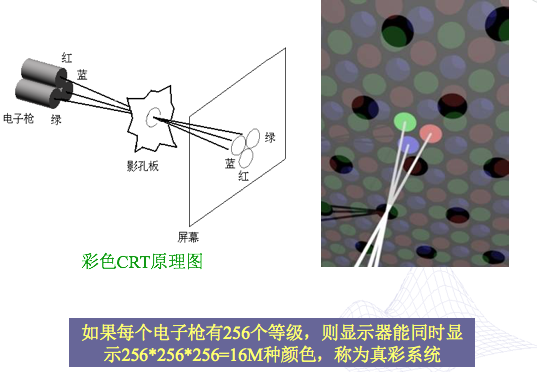 红
蓝
电子枪
绿
影孔板
绿
蓝
红
屏幕
彩色CRT原理图
如果每个电子枪有256个等级，则显示器能同时显
示256*256*256=16M种颜色，称为真彩系统